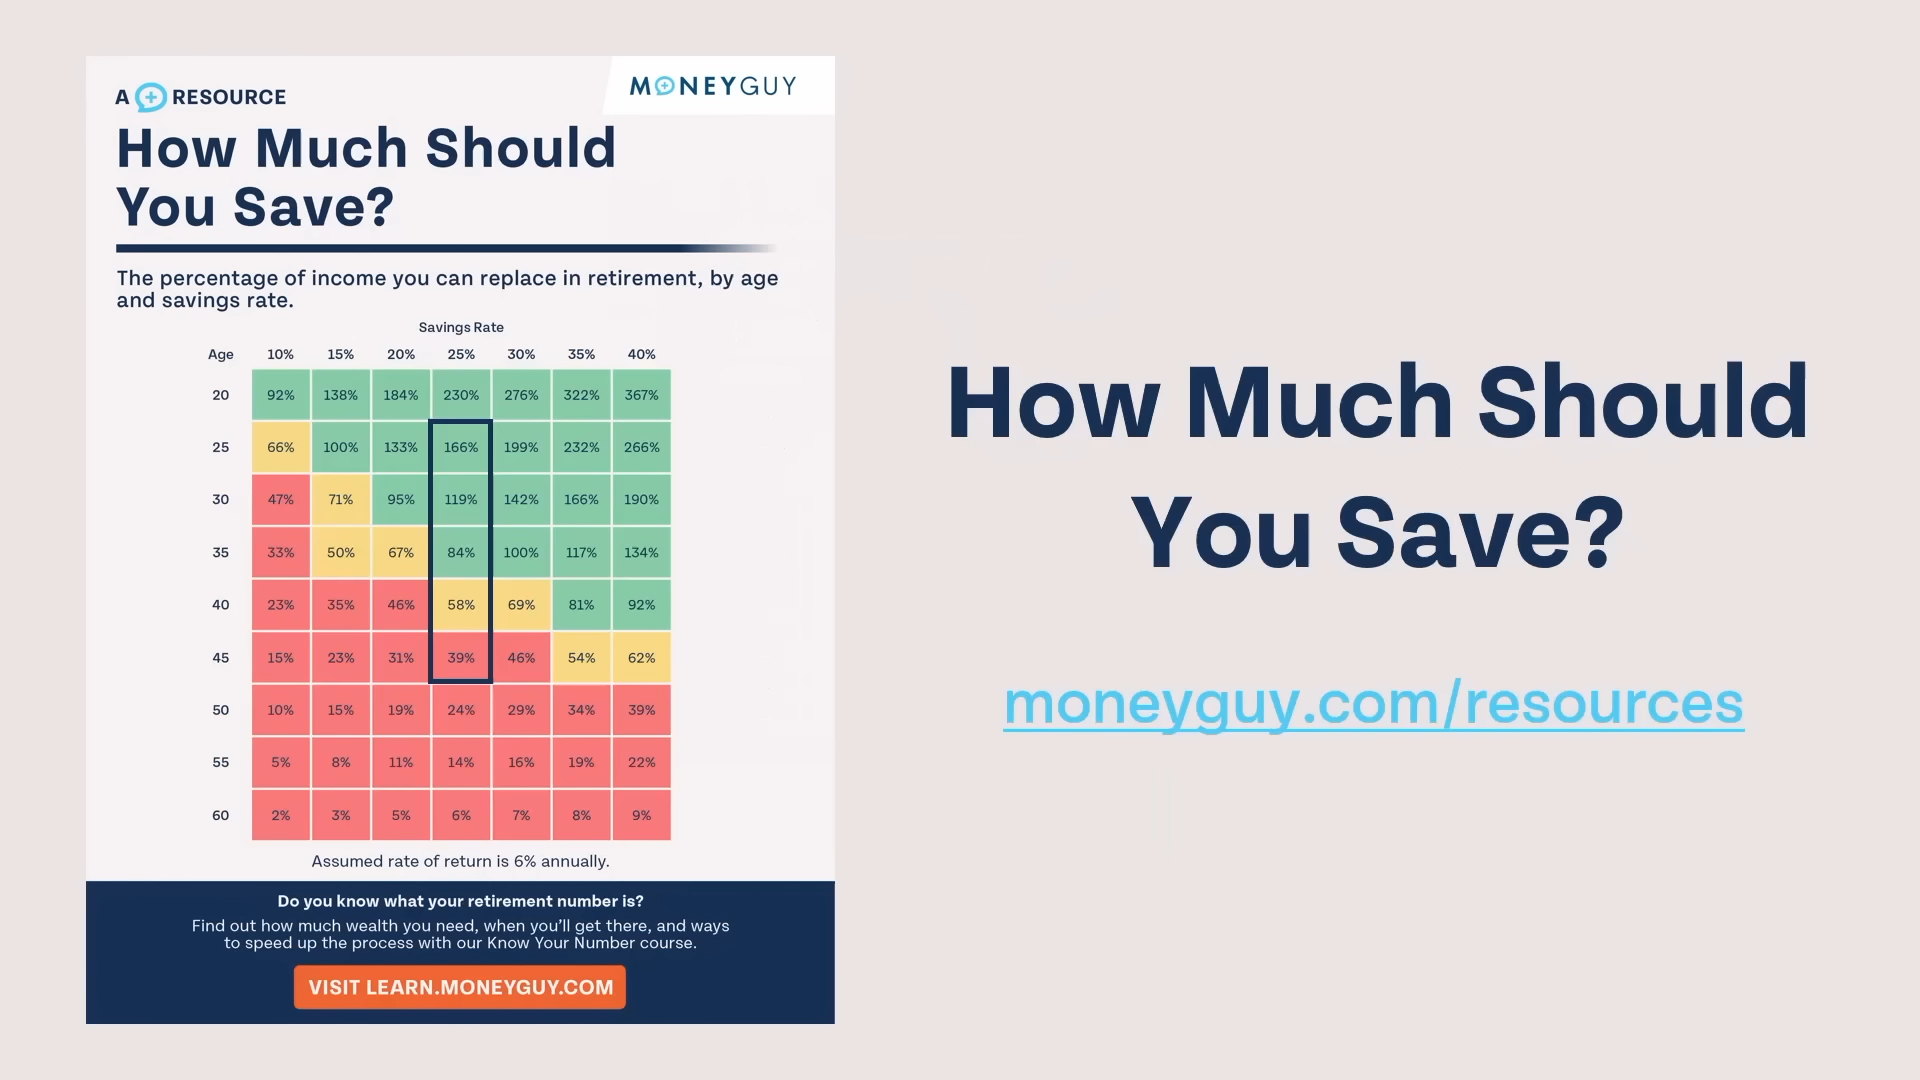 A RESOURCE
MONEYGUY
How Much Should
You Save?
The percentage of income you can replace in retirement, by age
and savings rate.
Savings Rate
Age 10% 15% 20% 25% 30% 35% 40%
20 92% 138% 184% 230% 276% 322% 367%
25 66% 100% 133% 166% 199% 232% 266%
30 47% 71% 95% 119% 142% 166% 190%
35 33% 50% 67% 84% 100% 117% 134%
40 23% 35% 46% 58% 69% 81% 92%
45 15% 23% 31% 39% 46% 54% 62%
50 10% 15% 19% 24% 29% 34% 39%
55 5% 8% 11% 14% 16% 19% 22%
60 2% 3% 5% 6% 7% 8% 9%
Assumed rate of return is 6% annually.
Do you know what your retirement number is?
Find out how much wealth you need, when you’ll get there, and ways
to speed up the process with our Know Your Number course.
VISIT LEARN.MONEYGUY.COM
How Much Should
You Save?
moneyguy.com/resources